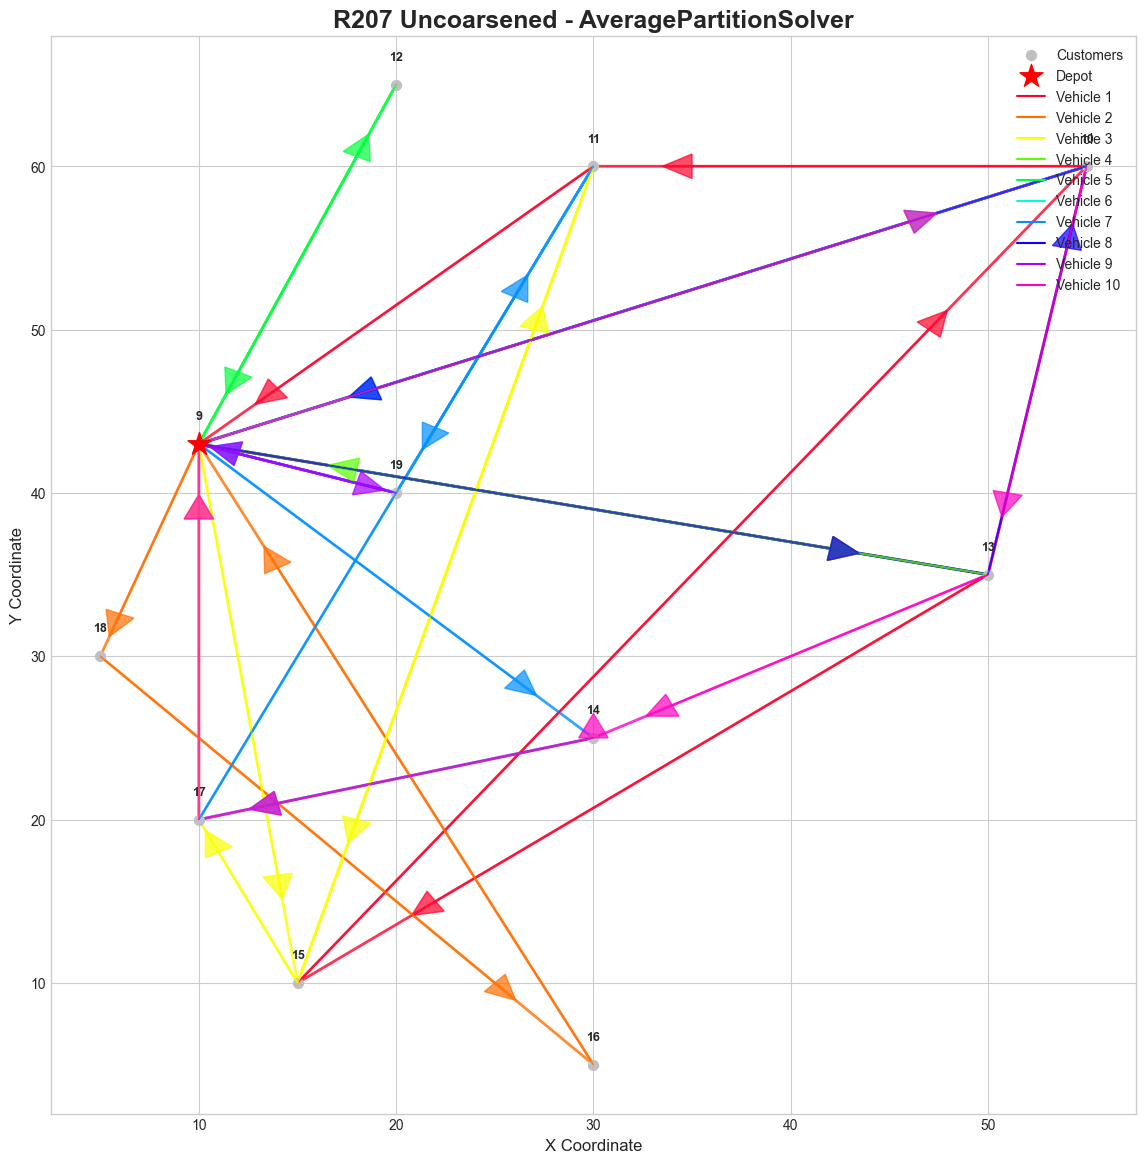 R207 Uncoarsened - AveragePartitionSolver
12
11
10
Customers
Depot
Vehicle 1
Vehicle 2
Vehicle 3
Vehicle 4
Vehicle 5
Vehicle 6
Vehicle 7
Vehicle 8
Vehicle 9
Vehicle 10
9
19
13
18
14
17
15
16
60
50
40
30
20
10
Y Coordinate
10
20
30
40
50
X Coordinate